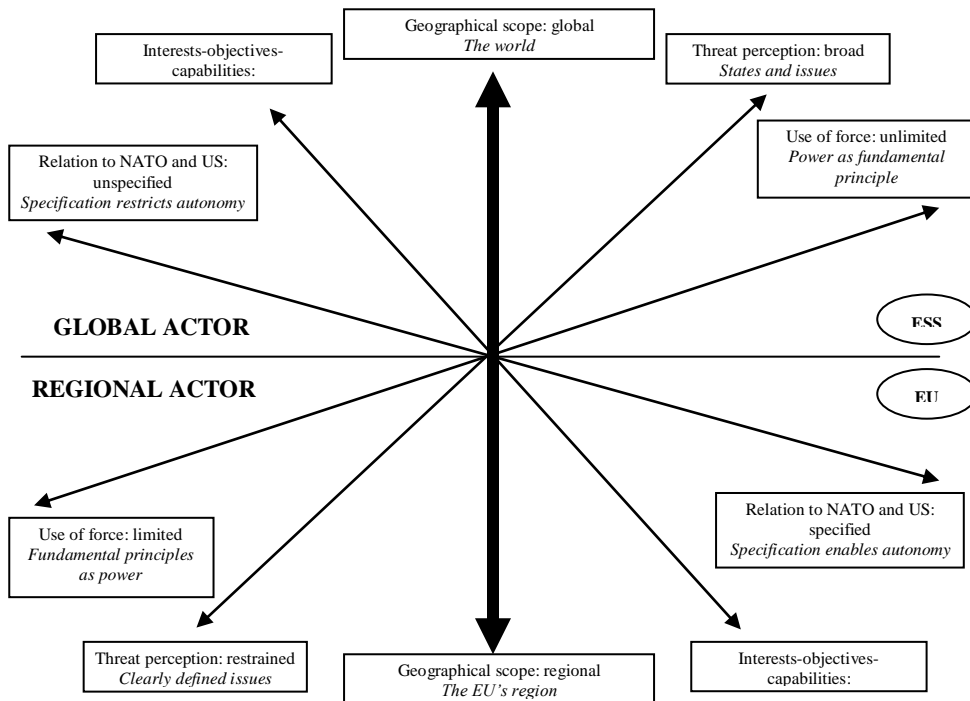 Geographical scope: global
The world
Interests-objectives-
capabilities:
Threat perception: broad
States and issues
Use of force: unlimited
Power as fundamental
principle
Relation to NATO and US:
unspecified
Specification restricts autonomy
GLOBAL ACTOR
ESS
REGIONAL ACTOR
EU
Use of force: limited
Fundamental principles
as power
Relation to NATO and US:
specified
Specification enables autonomy
Threat perception: restrained
Clearly defined issues
Geographical scope: regional
The EU's region
Interests-objectives-
capabilities: